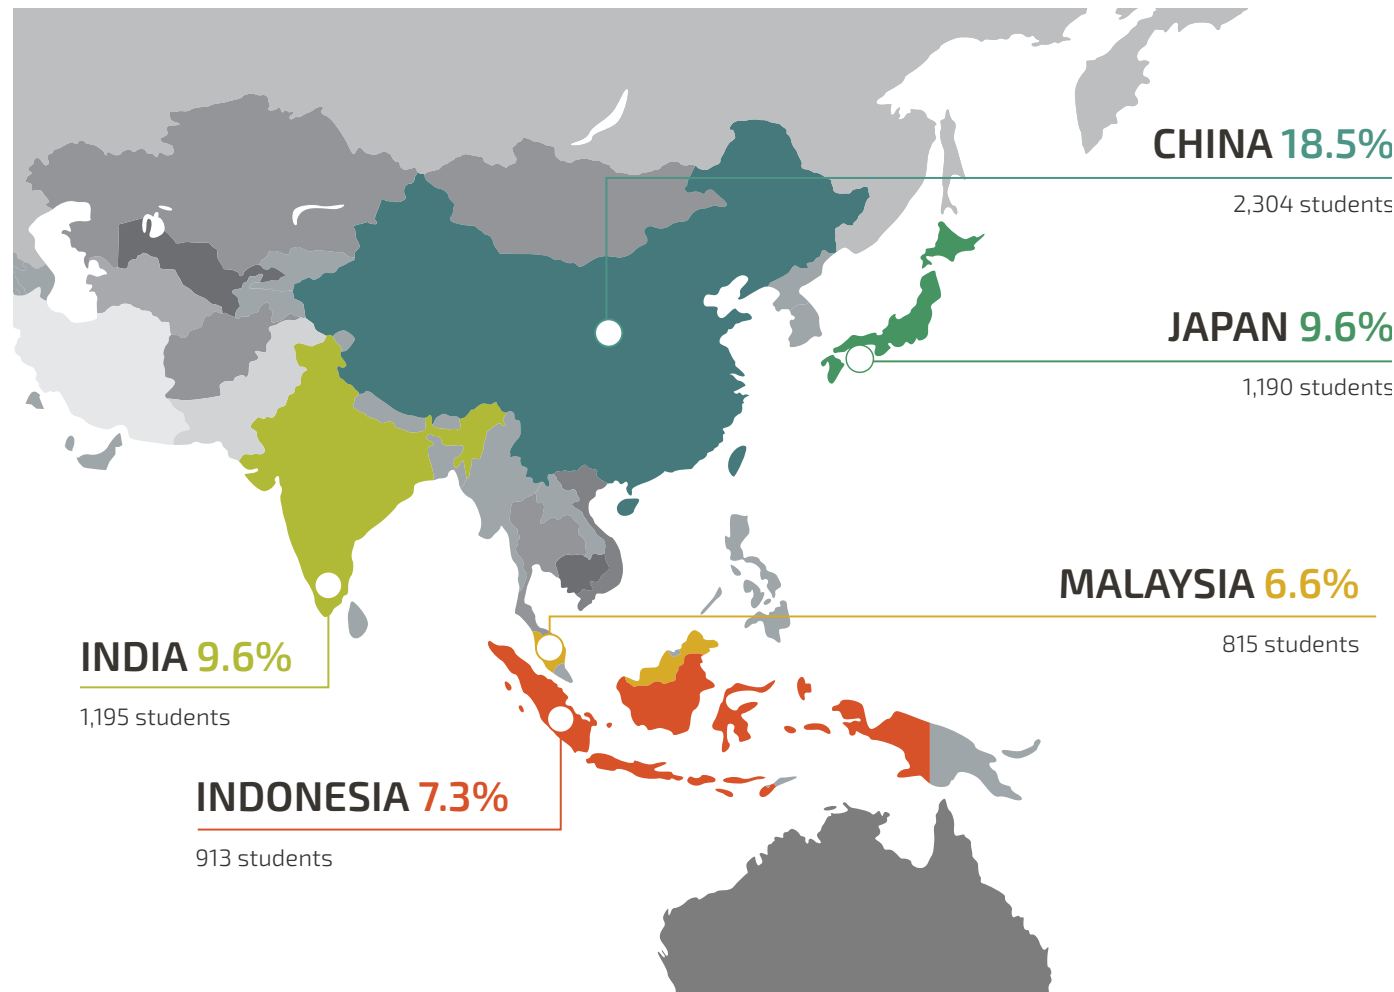 CHINA 18.5%
2,304 students
JAPAN 9.6%
1,190 students
MALAYSIA 6.6%
815 students
INDIA 9.6%
1,195 students
INDONESIA 7.3%
913 students